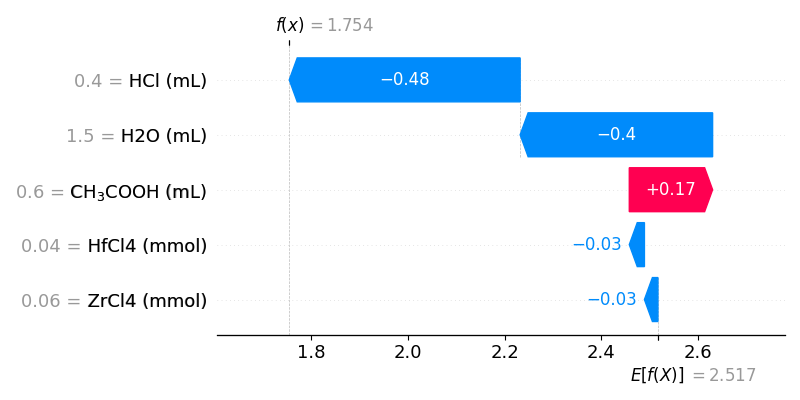 f(x) = 1.754
0.4 = HCl (mL)
−0.48
1.5 = H2O (mL)
−0.4
0.6 = CH₃COOH (mL)
+0.17
0.04 = HfCl4 (mmol)
−0.03
0.06 = ZrCl4 (mmol)
−0.03
1.8 2.0 2.2 2.4 2.6
E[f(X)] = 2.517